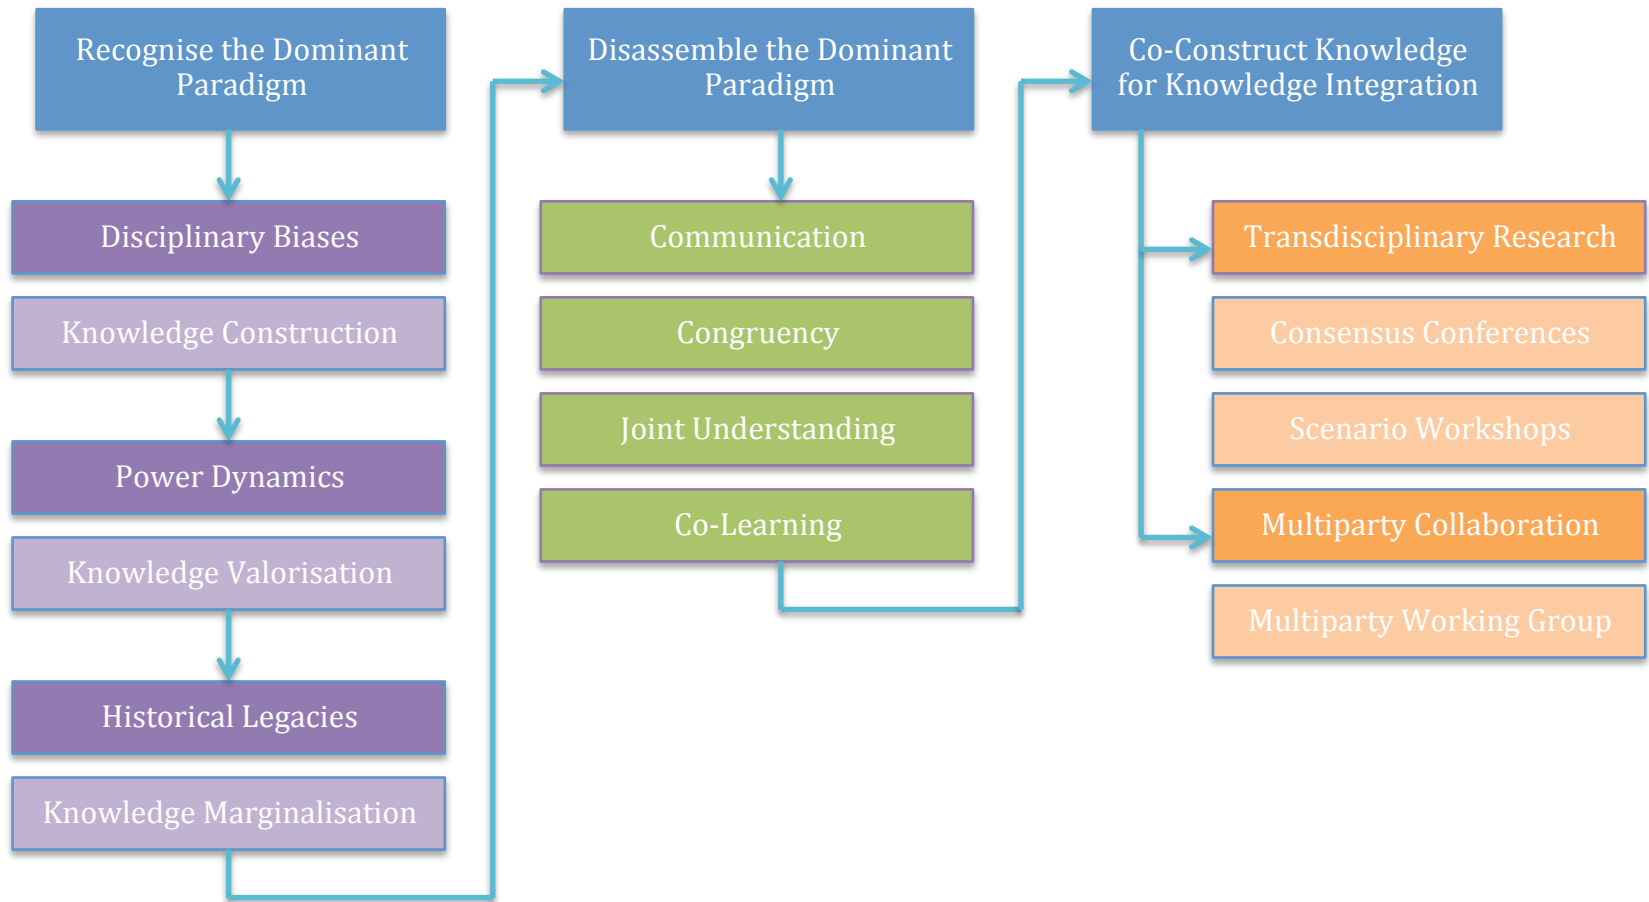 Recognise the Dominant
Paradigm
Disciplinary Biases
Knowledge Construction
Power Dynamics
Knowledge Valorisation
Historical Legacies
Knowledge Marginalisation
Disassemble the Dominant
Paradigm
Communication
Congruency
Joint Understanding
Co-Learning
Co-Construct Knowledge
for Knowledge Integration
Transdisciplinary Research
Consensus Conferences
Scenario Workshops
Multiparty Collaboration
Multiparty Working Group